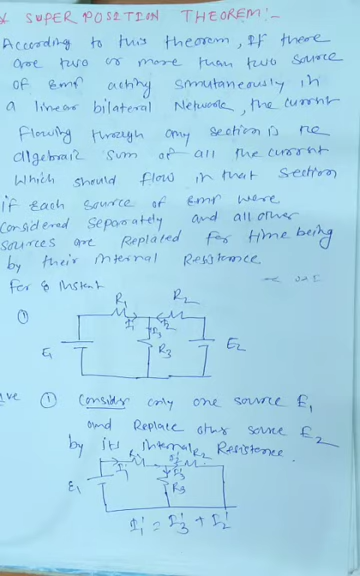 * SUPER POSITION THEOREM:-
According to this theorem, If there
are two or more than two source
of emf acting simutaneously in
a linear bilateral Network, the current
flowing through any section is the
algebraic sum of all the current
which should flow in that section
if each source of emf were
considered seperately and all other
sources are Replaced for time being
by their internal Resistance
for
①
R1 R2
I1 I2
I3
R3
E1 E2
① Consider only one source E1
and Replace other source E2
by its internal Resistance.
R1 I2' R2
I1' I3'
R3
E1
I1' = I3' + I2'